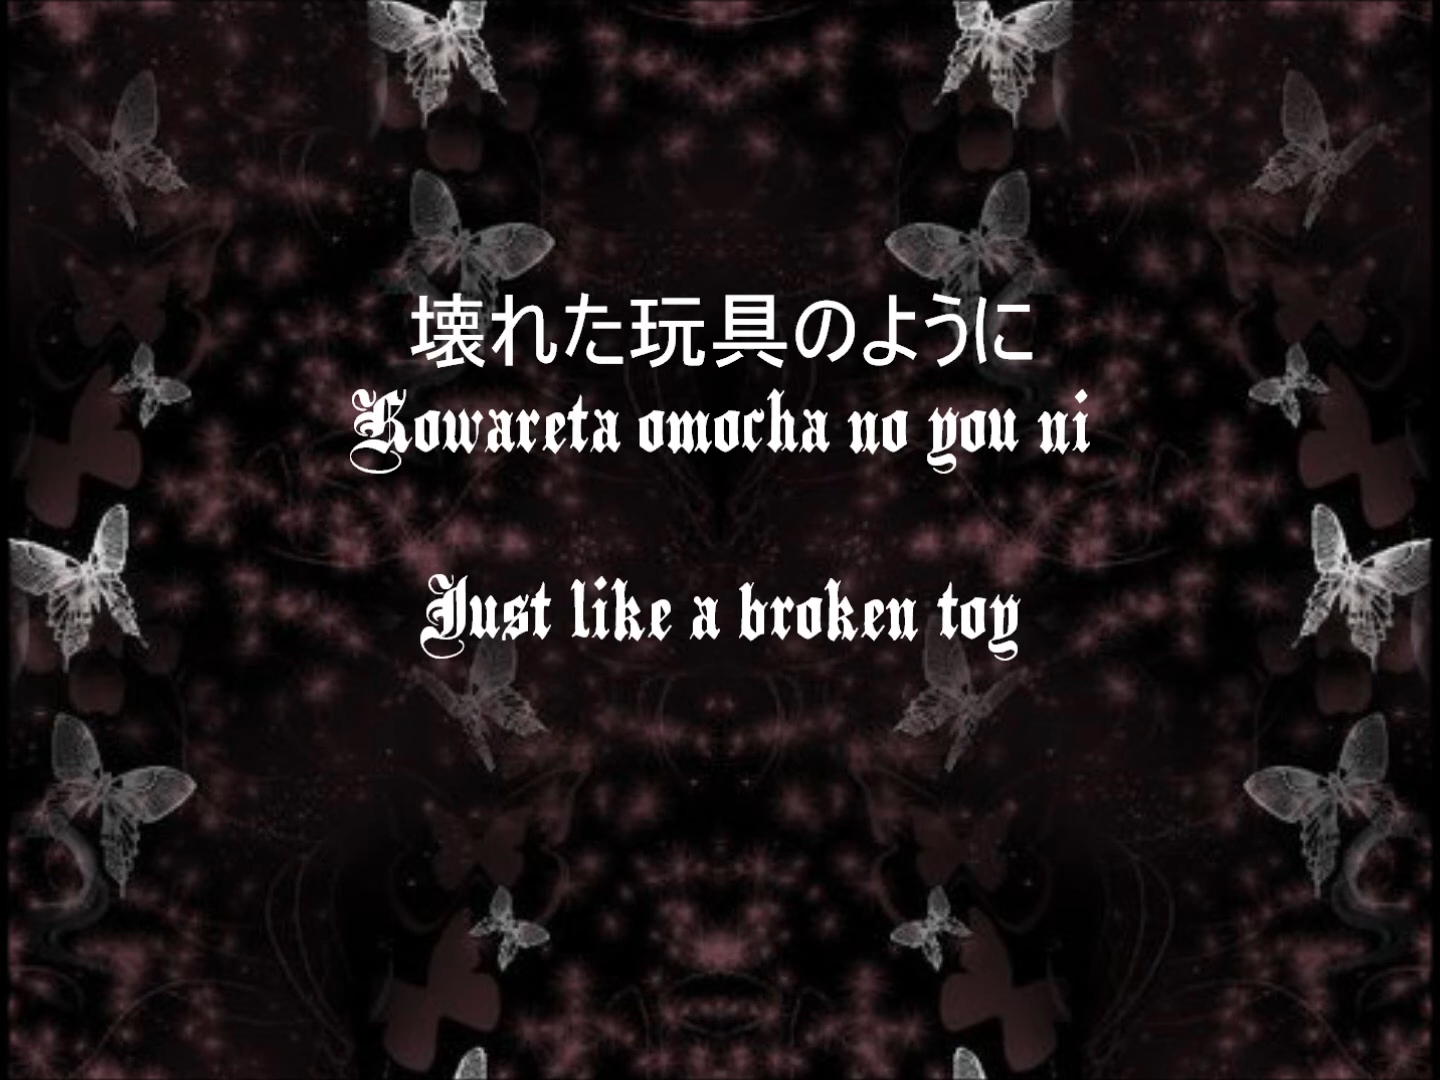 壊れた玩具のように
Kowareta omocha no you ni
Just like a broken toy